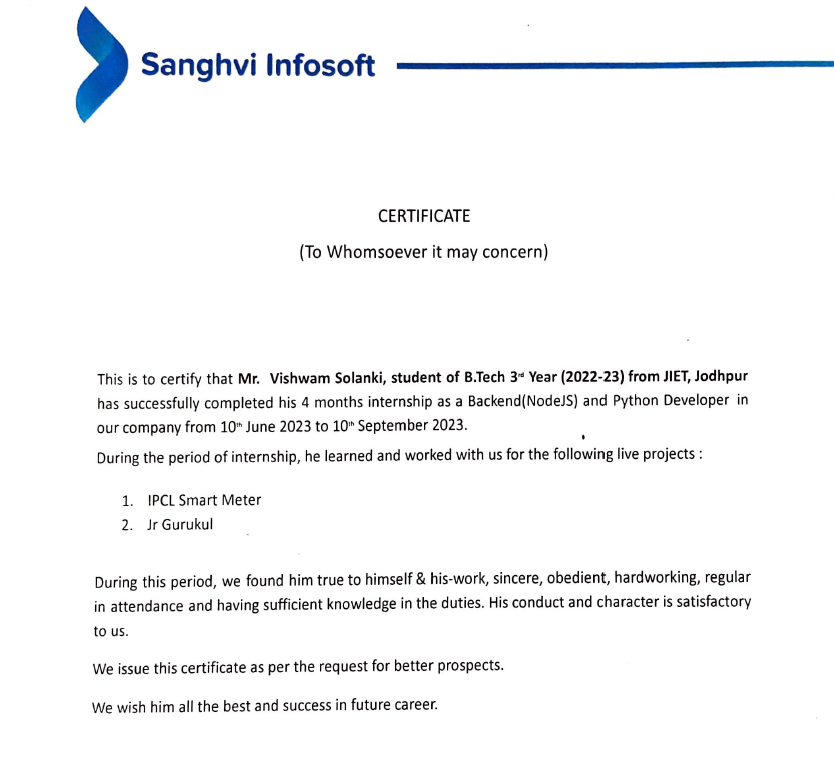 Sanghvi Infosoft
CERTIFICATE
(To Whomsoever it may concern)
This is to certify that Mr. Vishwam Solanki, student of B.Tech 3rd Year (2022-23) from JIET, Jodhpur
has successfully completed his 4 months internship as a Backend(NodeJS) and Python Developer in
our company from 10th June 2023 to 10th September 2023.
During the period of internship, he learned and worked with us for the following live projects :
1. IPCL Smart Meter
2. Jr Gurukul
During this period, we found him true to himself & his-work, sincere, obedient, hardworking, regular
in attendance and having sufficient knowledge in the duties. His conduct and character is satisfactory
to us.
We issue this certificate as per the request for better prospects.
We wish him all the best and success in future career.